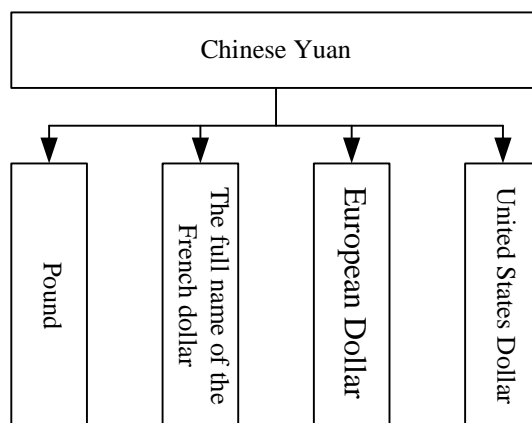 Chinese Yuan
Pound
The full name of the
French dollar
European Dollar
United States Dollar